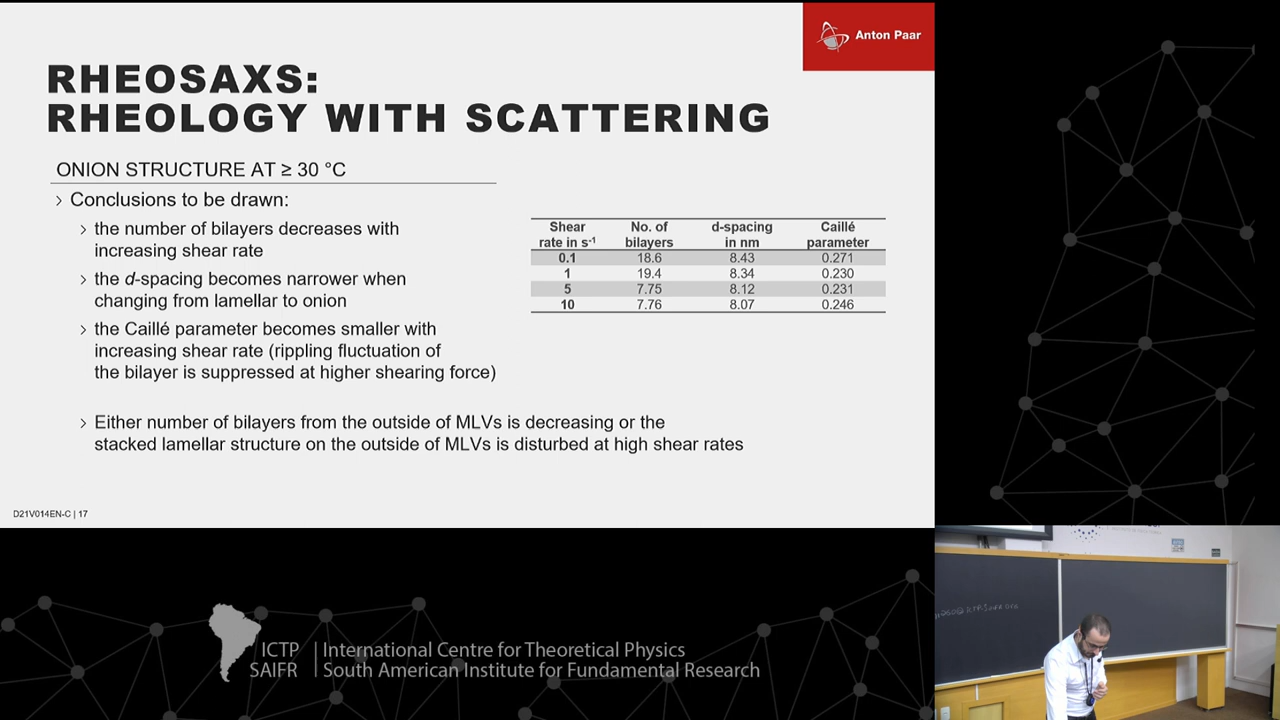 Anton Paar
RHEOSAXS:
RHEOLOGY WITH SCATTERING
ONION STRUCTURE AT ≥ 30 °C
› Conclusions to be drawn:
› the number of bilayers decreases with
increasing shear rate
› the d-spacing becomes narrower when
changing from lamellar to onion
› the Caillé parameter becomes smaller with
increasing shear rate (rippling fluctuation of
the bilayer is suppressed at higher shearing force)
› Either number of bilayers from the outside of MLVs is decreasing or the
stacked lamellar structure on the outside of MLVs is disturbed at high shear rates
Shear No. of d-spacing Caillé
rate in s⁻¹ bilayers in nm parameter
0.1 18.6 8.43 0.271
1 19.4 8.34 0.230
5 7.75 8.12 0.231
10 7.76 8.07 0.246
D21V014EN-C | 17
ICTP | International Centre for Theoretical Physics
SAIFR | South American Institute for Fundamental Research